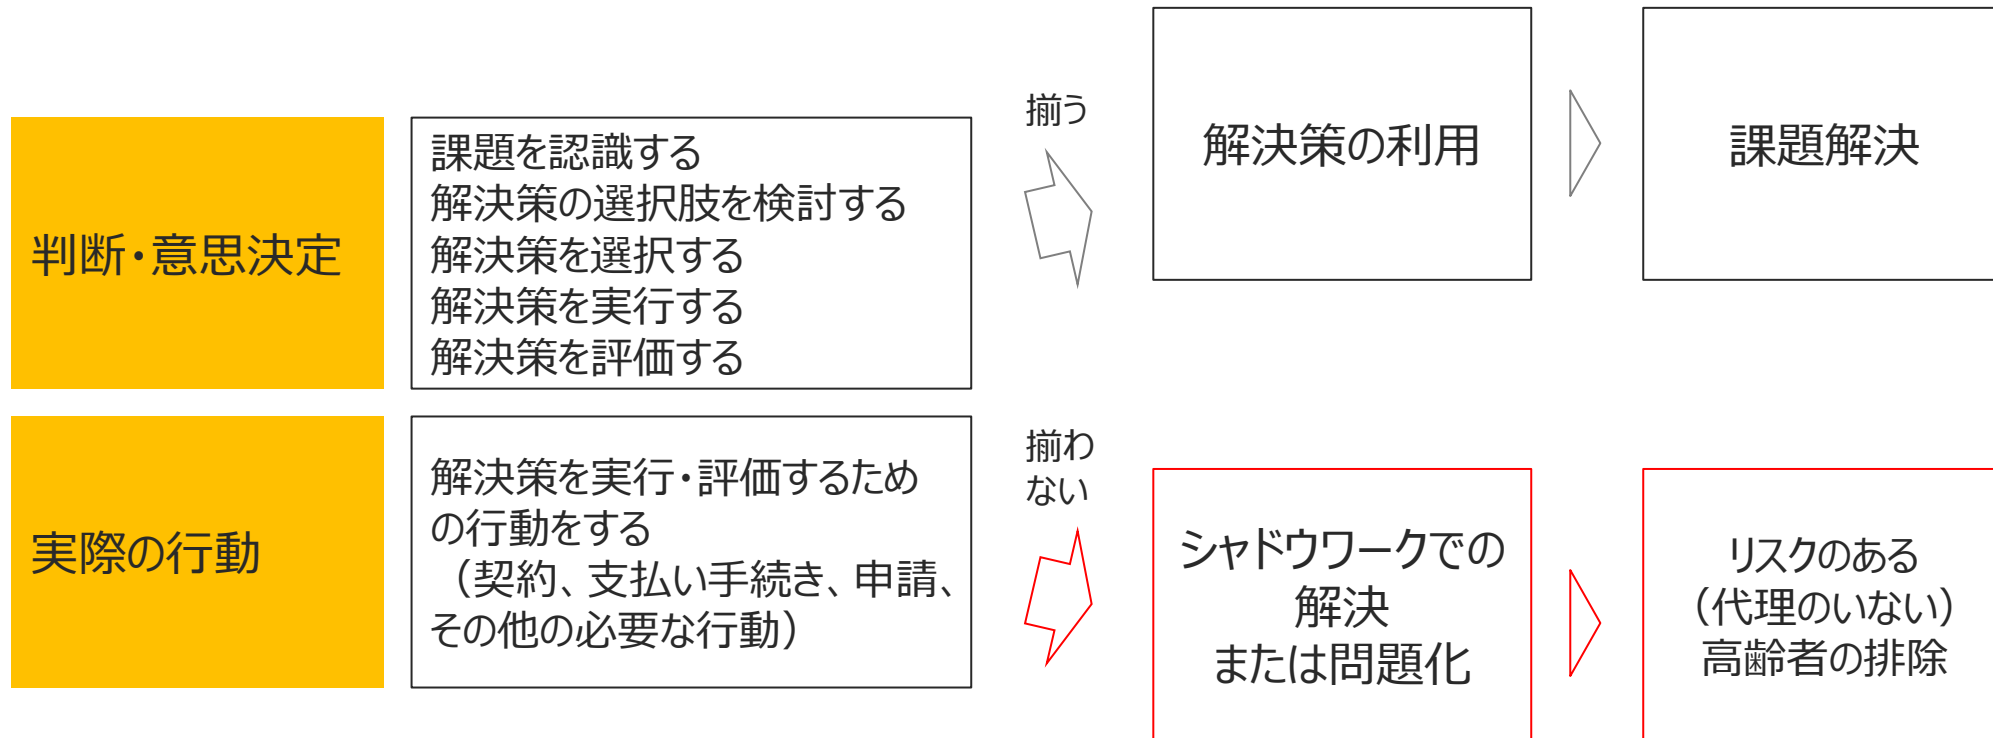 判断・意思決定
課題を認識する
解決策の選択肢を検討する
解決策を選択する
解決策を実行する
解決策を評価する
実際の行動
解決策を実行・評価するため
の行動をする
（契約、支払い手続き、申請、
その他の必要な行動）
揃う
解決策の利用
課題解決
揃わ
ない
シャドウワークでの
解決
または問題化
リスクのある
（代理のいない）
高齢者の排除